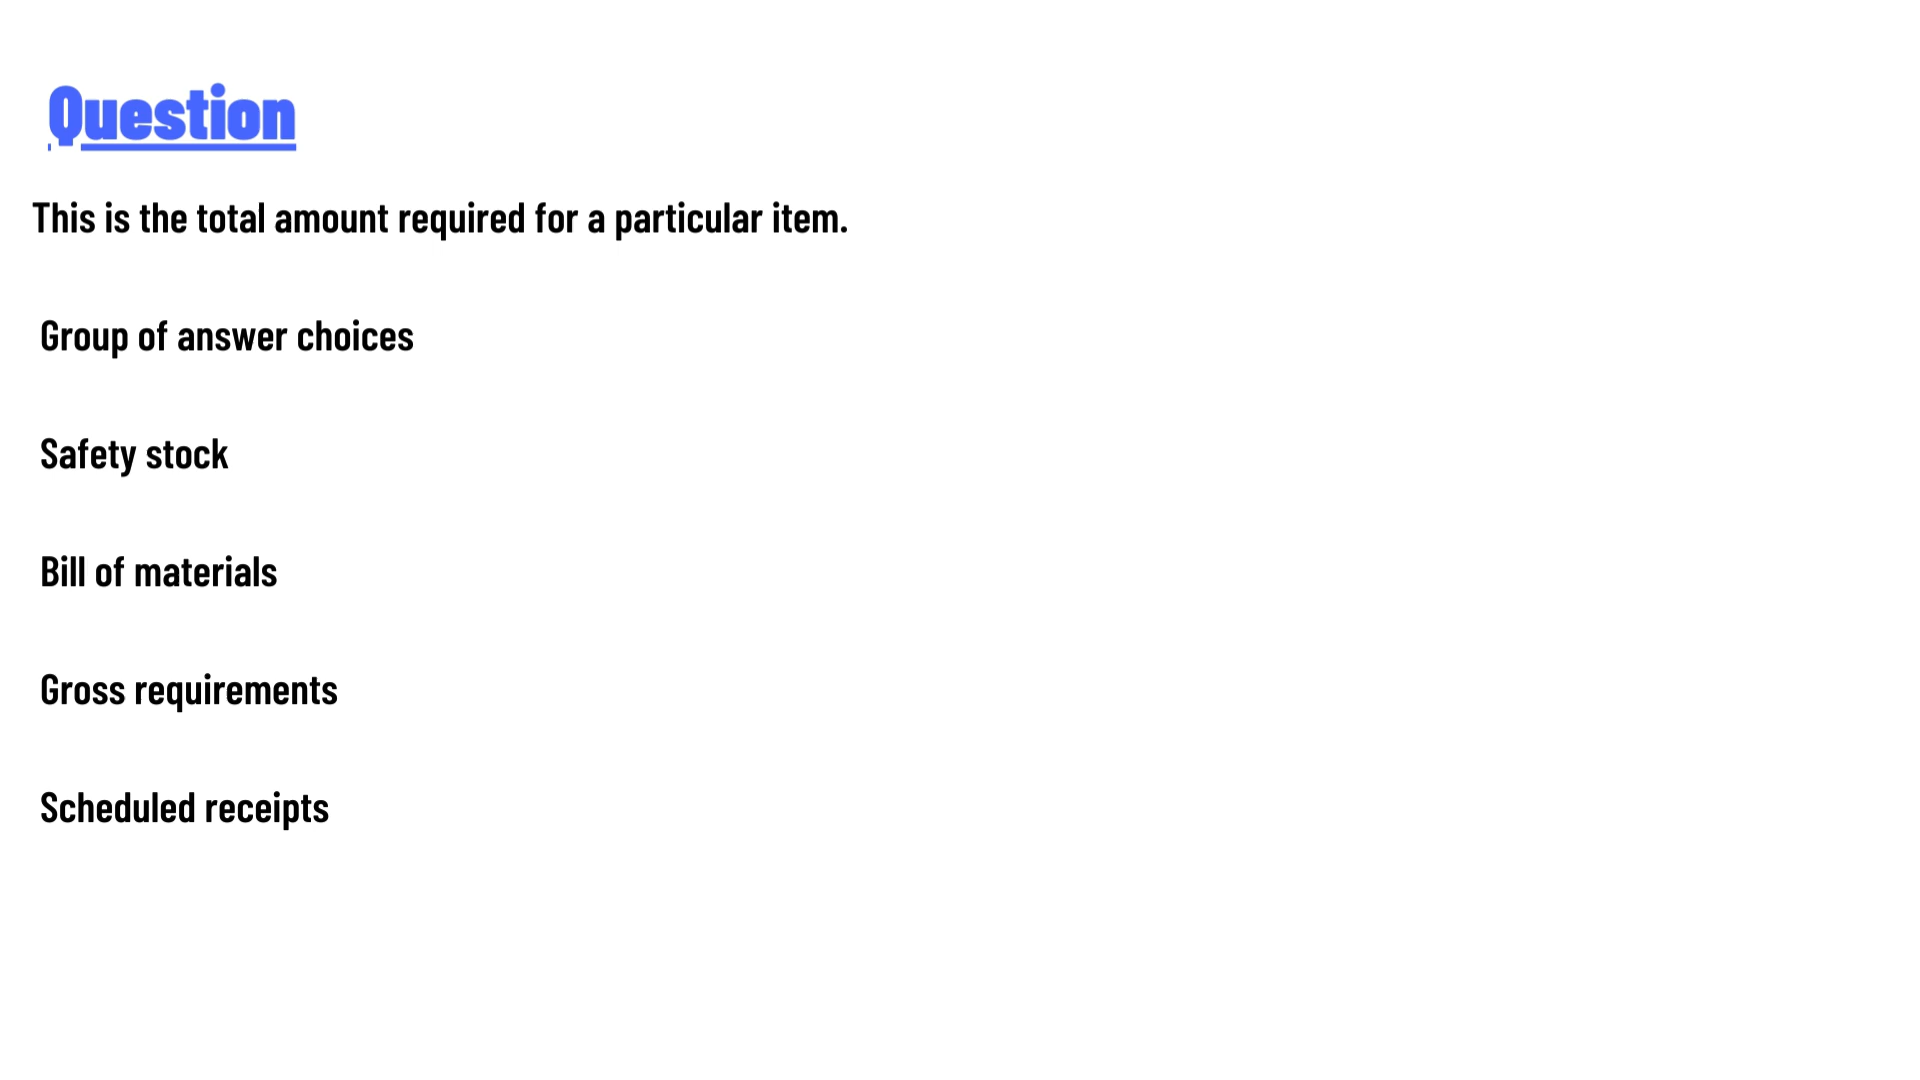 Question
This is the total amount required for a particular item.
Group of answer choices
Safety stock
Bill of materials
Gross requirements
Scheduled receipts